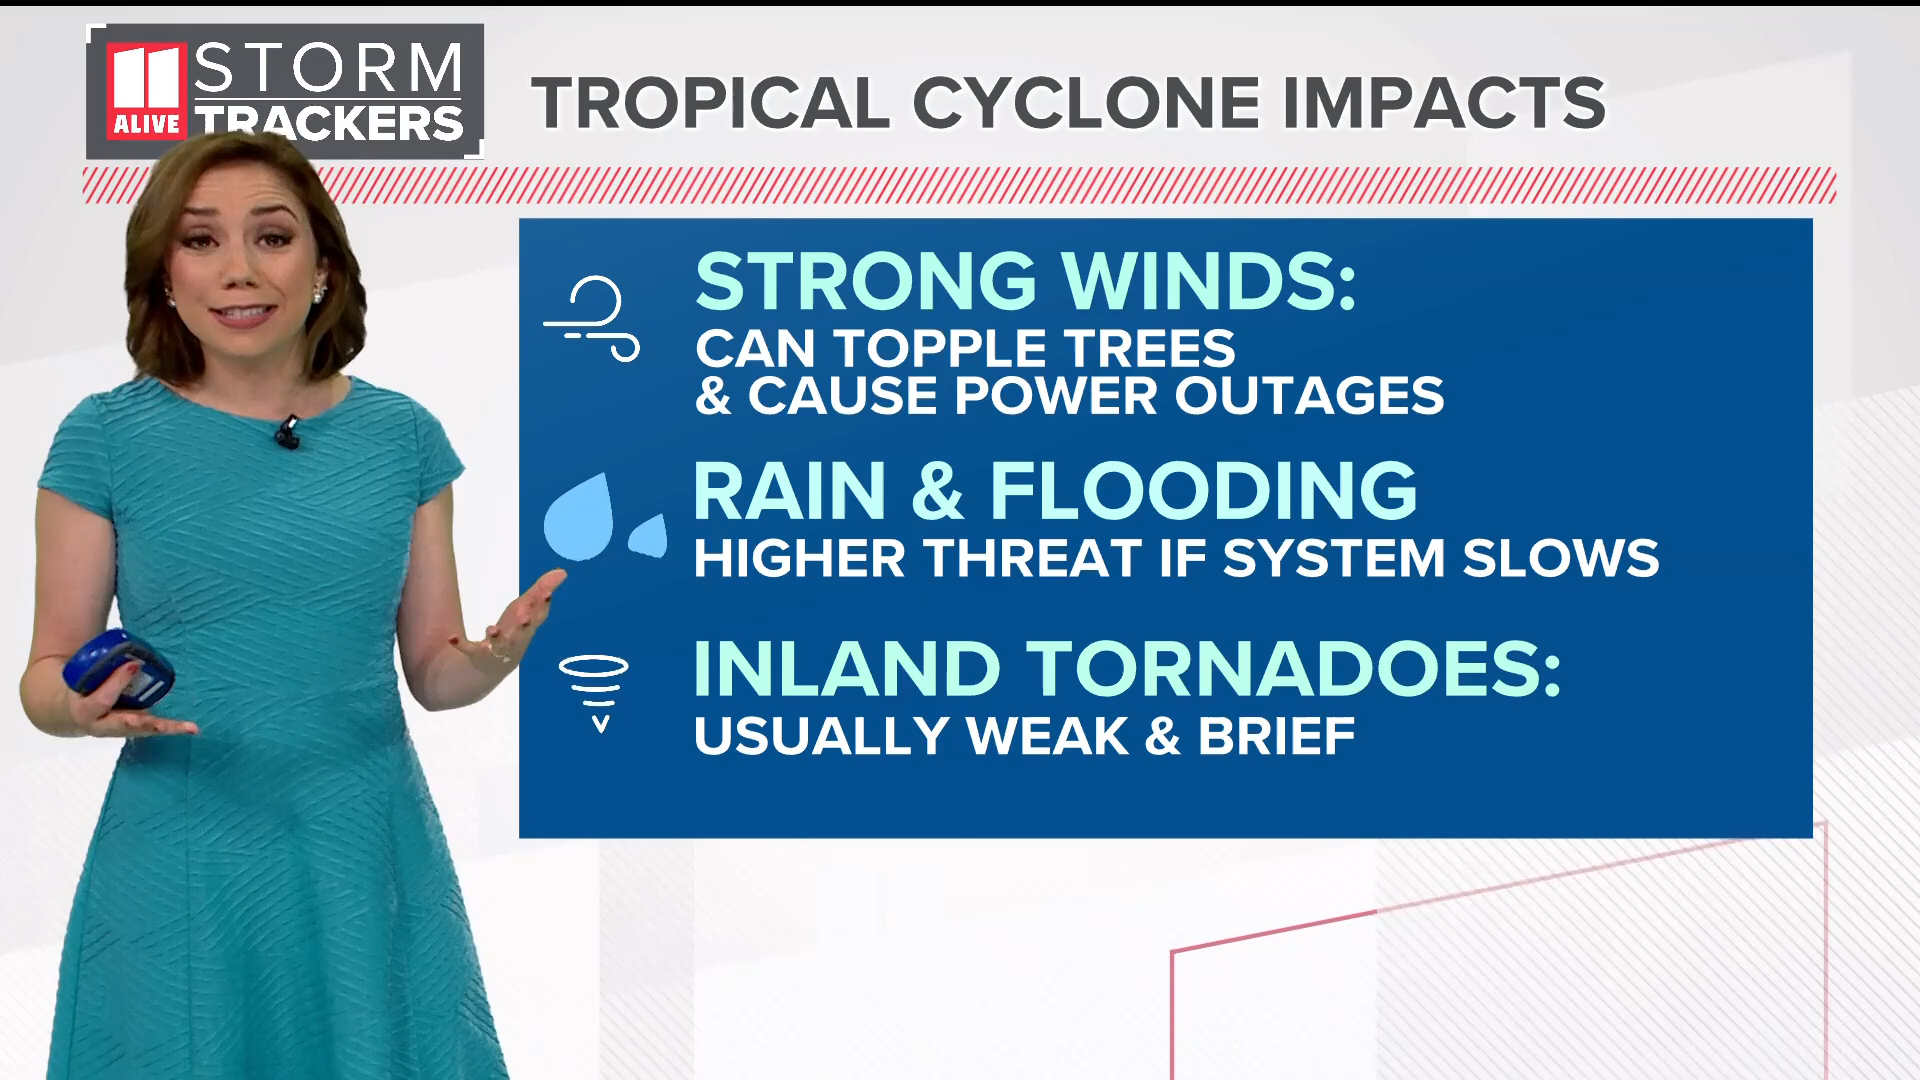 STORM
TRACKERS
11
ALIVE
TROPICAL CYCLONE IMPACTS
STRONG WINDS:
CAN TOPPLE TREES
& CAUSE POWER OUTAGES
RAIN & FLOODING
HIGHER THREAT IF SYSTEM SLOWS
INLAND TORNADOES:
USUALLY WEAK & BRIEF